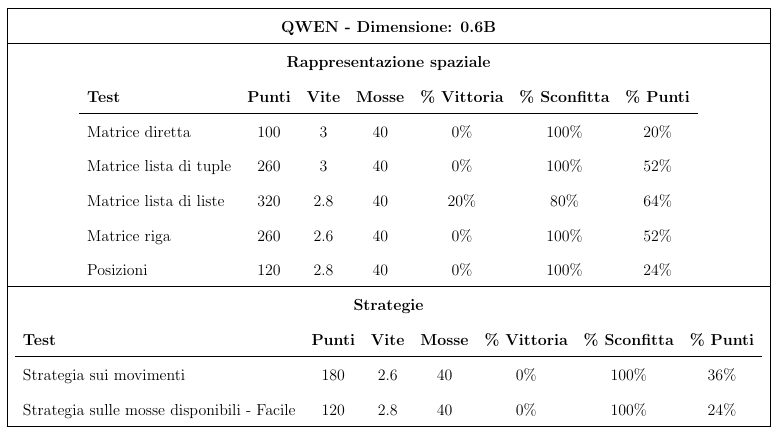 QWEN - Dimensione: 0.6B
Rappresentazione spaziale
Test Punti Vite Mosse % Vittoria % Sconfitta % Punti
Matrice diretta 100 3 40 0% 100% 20%
Matrice lista di tuple 260 3 40 0% 100% 52%
Matrice lista di liste 320 2.8 40 20% 80% 64%
Matrice riga 260 2.6 40 0% 100% 52%
Posizioni 120 2.8 40 0% 100% 24%
Strategie
Test Punti Vite Mosse % Vittoria % Sconfitta % Punti
Strategia sui movimenti 180 2.6 40 0% 100% 36%
Strategia sulle mosse disponibili - Facile 120 2.8 40 0% 100% 24%